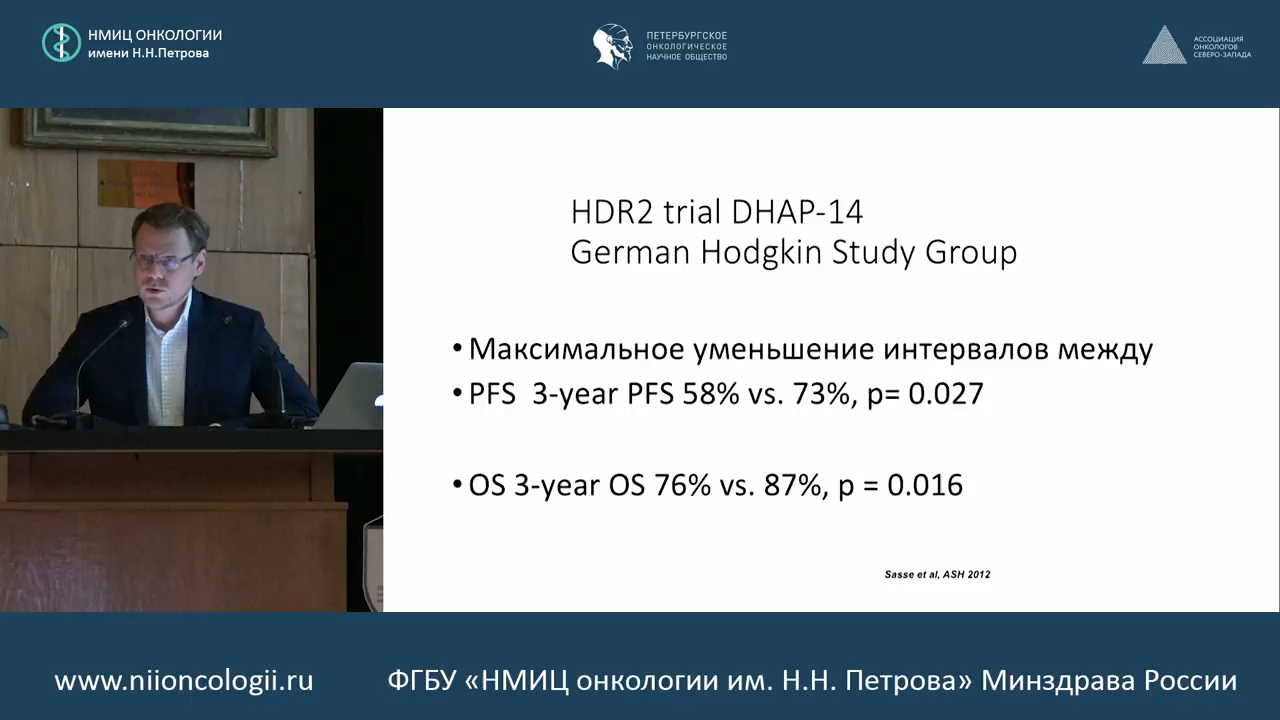 НМИЦ ОНКОЛОГИИ
имени Н.Н.Петрова
ПЕТЕРБУРГСКОЕ
ОНКОЛОГИЧЕСКОЕ
НАУЧНОЕ ОБЩЕСТВО
АССОЦИАЦИЯ
ОНКОЛОГОВ
СЕВЕРО-ЗАПАДА
HDR2 trial DHAP-14
German Hodgkin Study Group
• Максимальное уменьшение интервалов между
• PFS 3-year PFS 58% vs. 73%, p= 0.027
• OS 3-year OS 76% vs. 87%, p = 0.016
Sasse et al, ASH 2012
www.niioncologii.ru
ФГБУ «НМИЦ онкологии им. Н.Н. Петрова» Минздрава России